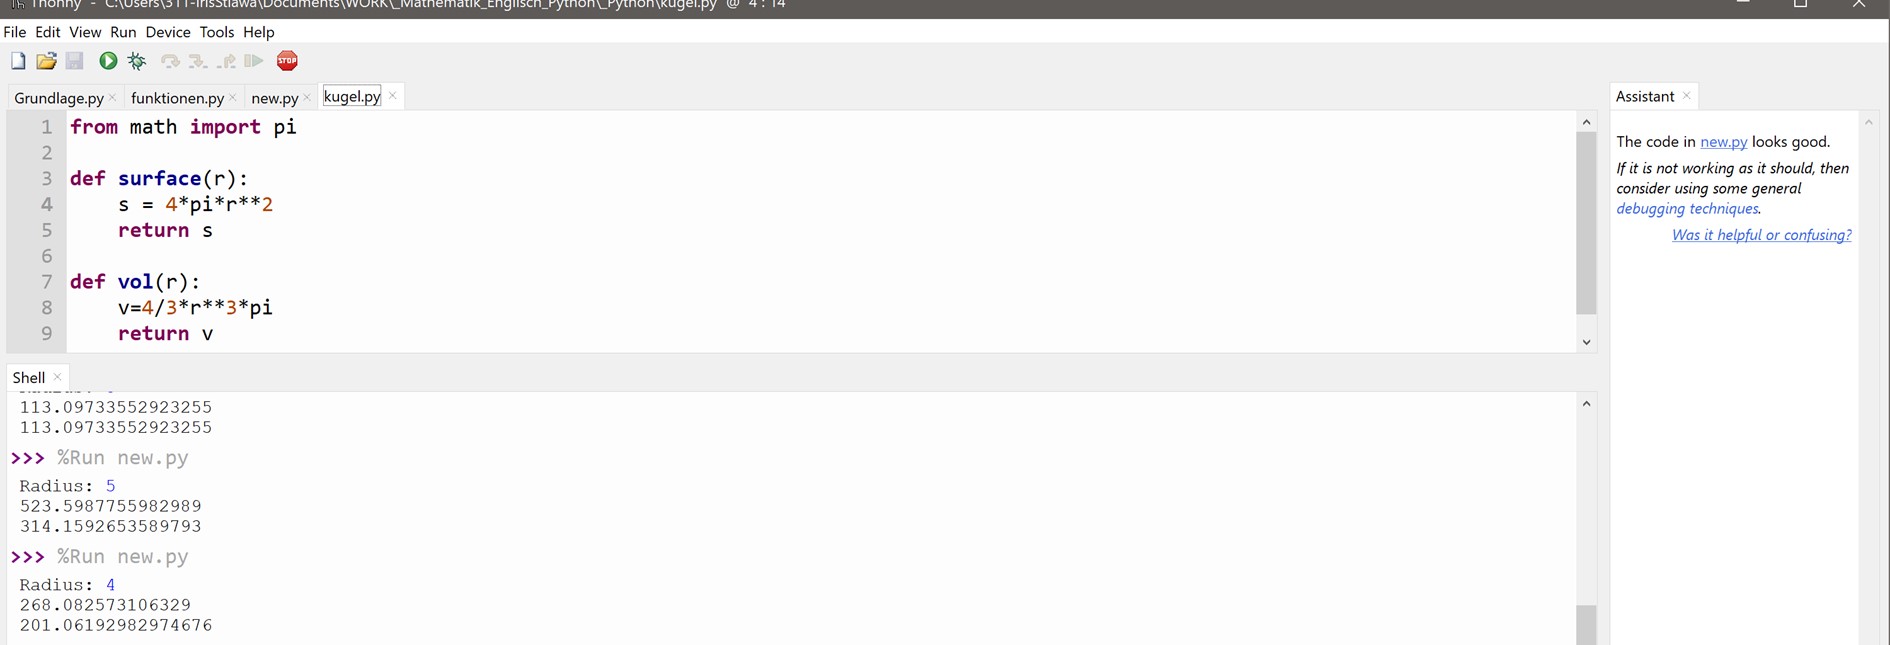 Thonny - C:\Users\311-IrisStiawa\Documents\WORK\_Mathematik_Englisch_Python\_Python\kugel.py @ 4 : 14
File Edit View Run Device Tools Help
STOP
Grundlage.py funktionen.py new.py kugel.py
1 from math import pi
2
3 def surface(r):
4 s = 4*pi*r**2
5 return s
6
7 def vol(r):
8 v=4/3*r**3*pi
9 return v
Shell
113.09733552923255
113.09733552923255
>>> %Run new.py
Radius: 5
523.5987755982989
314.1592653589793
>>> %Run new.py
Radius: 4
268.082573106329
201.06192982974676
Assistant
The code in new.py looks good.
If it is not working as it should, then
consider using some general
debugging techniques.
Was it helpful or confusing?